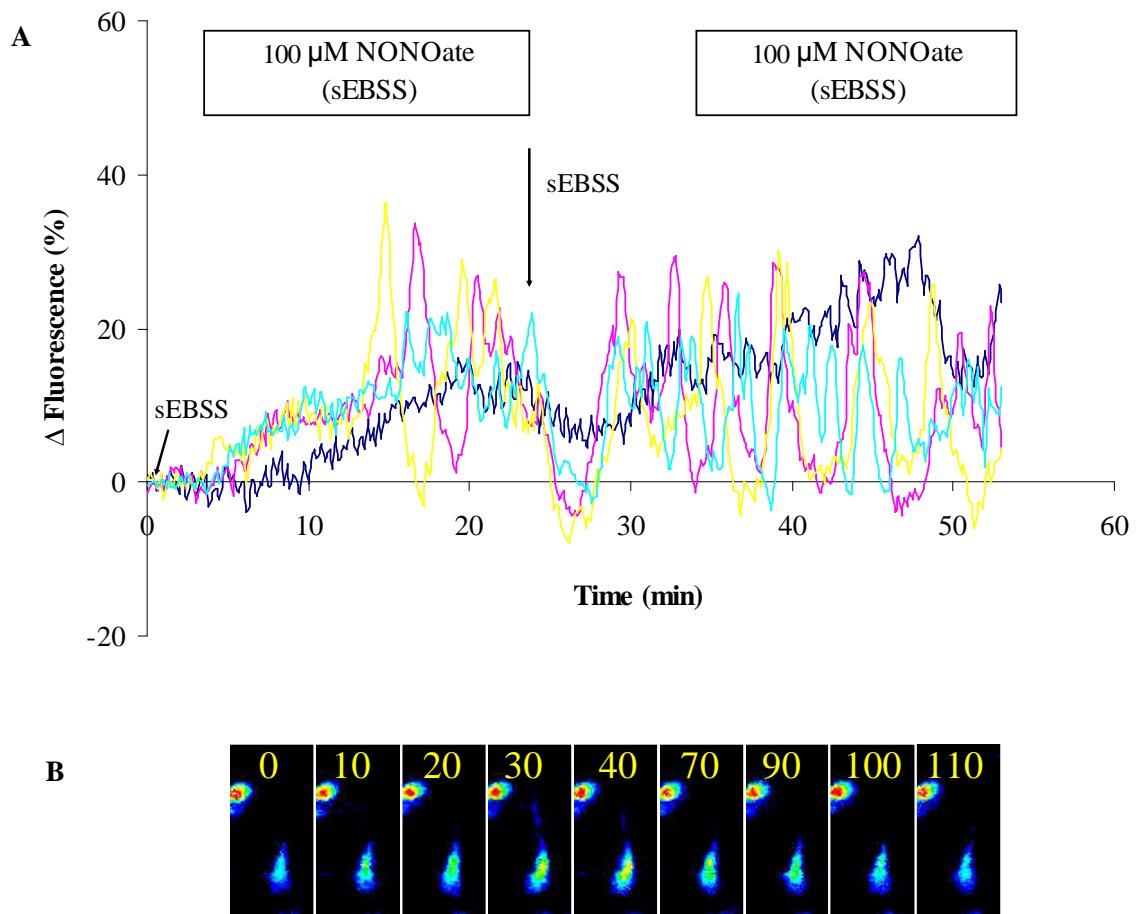 A
60
100 µM NONOate
(sEBSS)
100 µM NONOate
(sEBSS)
40
sEBSS
Δ Fluorescence (%)
20
sEBSS
0
0 10 20 30 40 50 60
Time (min)
-20
B
0 10 20 30 40 70 90 100 110